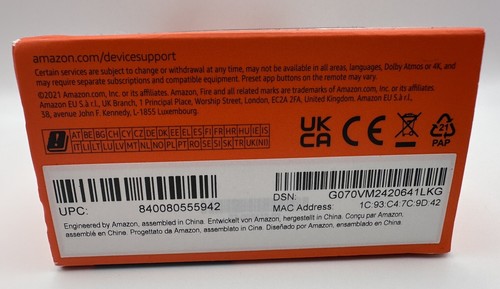 amazon.com/devicesupport
Certain services are subject to change or withdrawal at any time, may not be available in all areas, languages, Dolby Atmos or 4K, and
may require separate subscriptions and compatible equipment. Preset app buttons on the remote may vary.
©2021 Amazon.com, Inc. or its affiliates. Amazon, Fire and all related marks are trademarks of Amazon.com, Inc. or its affiliates.
Amazon EU S.à r.l., UK Branch, 1 Principal Place, Worship Street, London, EC2A 2FA, United Kingdom. Amazon EU S.à r.l.,
38, avenue John F. Kennedy, L-1855 Luxembourg.
AT BE BG CH CY CZ DE DK EE EL ES FI FR HR HU IE IS
IT LI LT LU LV MT NL NO PL PT RO SE SI SK TR UK(NI)
UK
CA
CE
21
PAP
UPC: 840080555942
DSN: G070VM2420641LKG
MAC Address: 1C:93:C4:7C:9D:42
Engineered by Amazon, assembled in China. Entwickelt von Amazon, hergestellt in China. Conçu par Amazon,
assemblé en China. Progettato da Amazon, assemblato in China. Diseñado por Amazon, ensamblado en China.